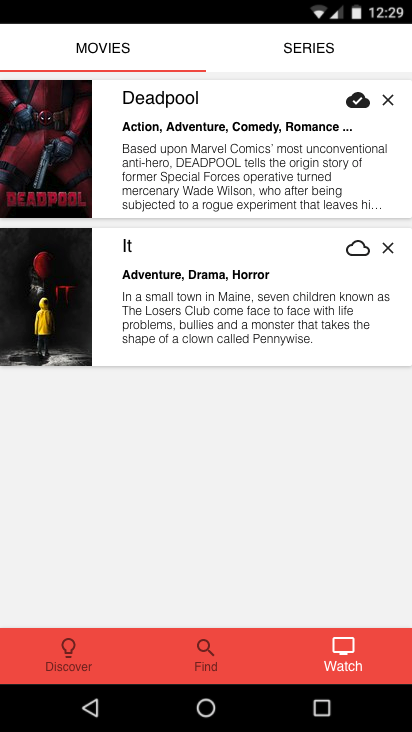 12:29
MOVIES
SERIES
Deadpool
Action, Adventure, Comedy, Romance ...
Based upon Marvel Comics' most unconventional
anti-hero, DEADPOOL tells the origin story of
former Special Forces operative turned
mercenary Wade Wilson, who after being
subjected to a rogue experiment that leaves hi...
DEADPOOL
It
Adventure, Drama, Horror
In a small town in Maine, seven children known as
The Losers Club come face to face with life
problems, bullies and a monster that takes the
shape of a clown called Pennywise.
IT
Discover
Find
Watch